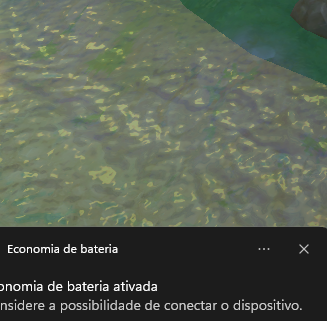 Economia de bateria
onomia de bateria ativada
nsidere a possibilidade de conectar o dispositivo.